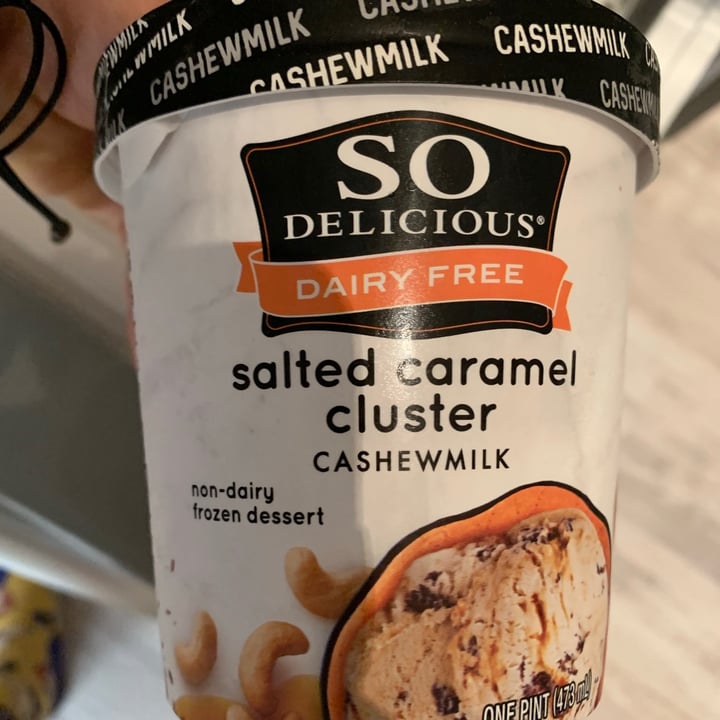 CASHEWMILK
CASHEWMILK CASHEWMILK
CASHEWMILK
SO
DELICIOUS®
DAIRY FREE
salted caramel
cluster
CASHEWMILK
non-dairy
frozen dessert
ONE PINT (473 mL)